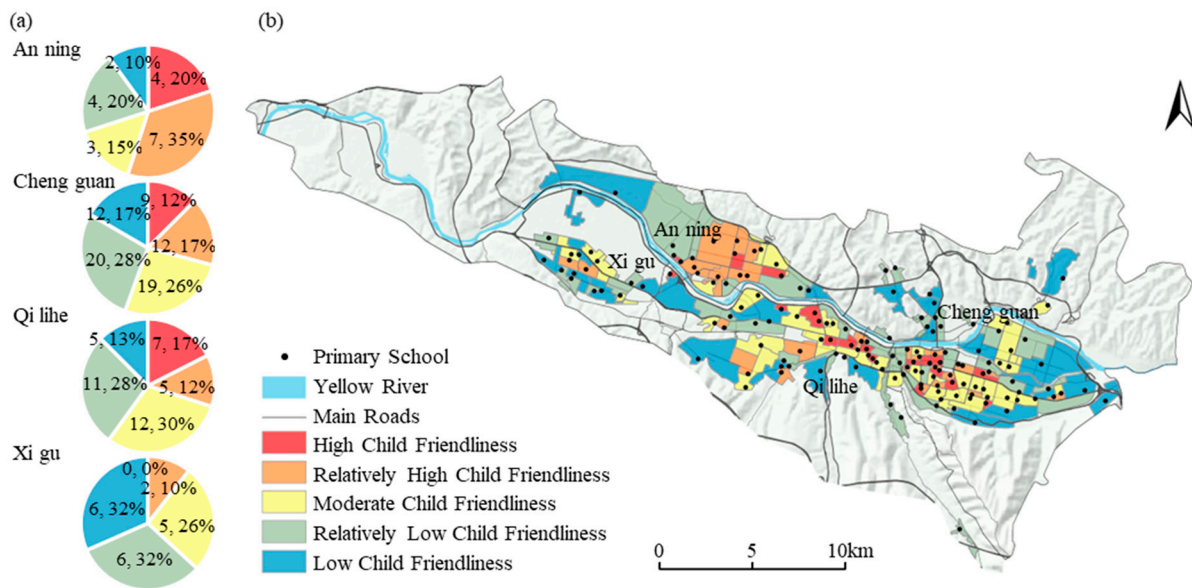 (a)
An ning
2, 10%
4, 20%
4, 20%
7, 35%
3, 15%
Cheng guan
9, 12%
12, 17%
12, 17%
20, 28%
19, 26%
Qi lihe
5, 13%
7, 17%
11, 28%
5, 12%
12, 30%
Xi gu
0, 0%
2, 10%
6, 32%
5, 26%
6, 32%
(b)
An ning
Xi gu
Cheng guan
Qi lihe
Primary School
Yellow River
Main Roads
High Child Friendliness
Relatively High Child Friendliness
Moderate Child Friendliness
Relatively Low Child Friendliness
Low Child Friendliness
0 5 10km